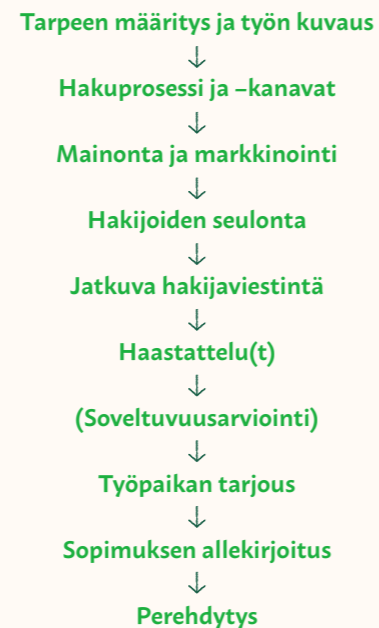 Tarpeen määritys ja työn kuvaus
↓
Hakuprosessi ja –kanavat
↓
Mainonta ja markkinointi
↓
Hakijoiden seulonta
↓
Jatkuva hakijaviestintä
↓
Haastattelu(t)
↓
(Soveltuvuusarviointi)
↓
Työpaikan tarjous
↓
Sopimuksen allekirjoitus
↓
Perehdytys